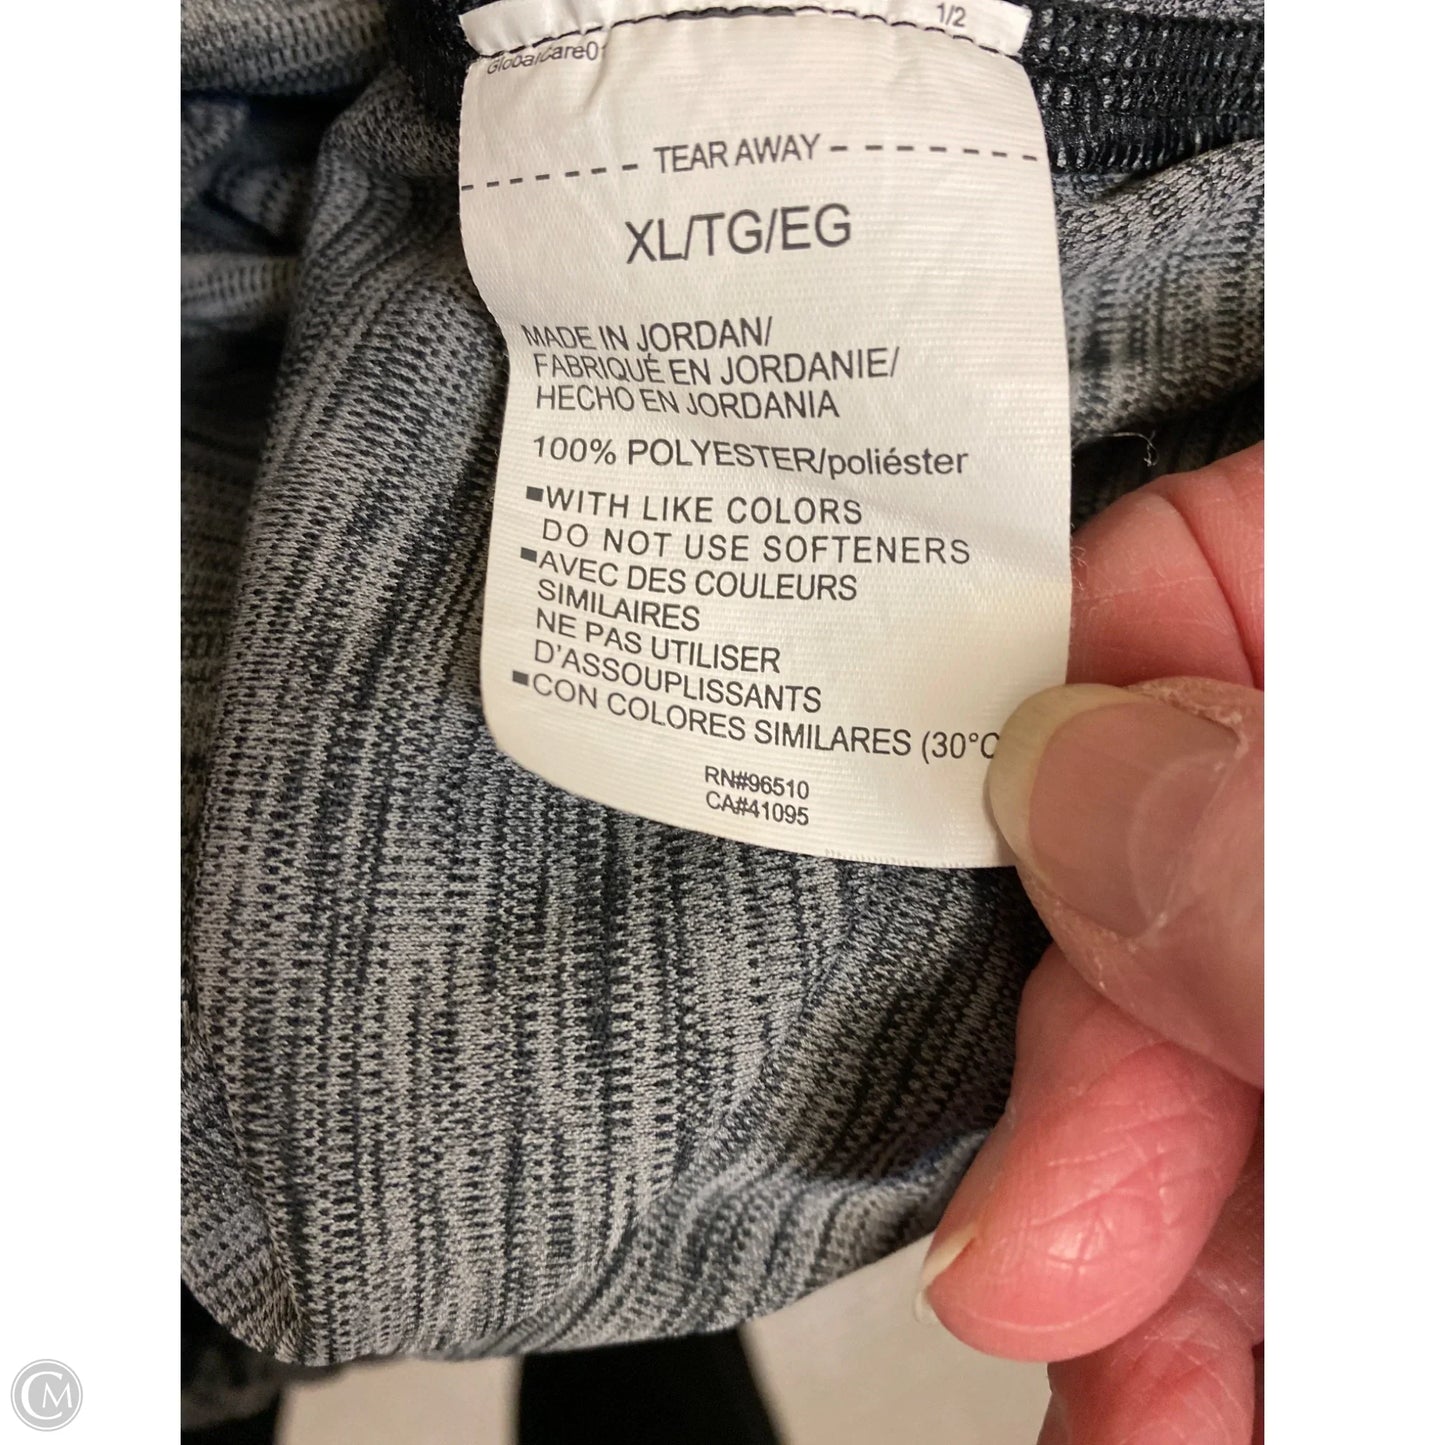 1/2
GlobalCare01
TEAR AWAY
XL/TG/EG
MADE IN JORDAN/
FABRIQUÉ EN JORDANIE/
HECHO EN JORDANIA
100% POLYESTER/poliéster
WITH LIKE COLORS
DO NOT USE SOFTENERS
AVEC DES COULEURS
SIMILAIRES
NE PAS UTILISER
D'ASSOUPLISSANTS
CON COLORES SIMILARES (30°C
RN#96510
CA#41095
CM